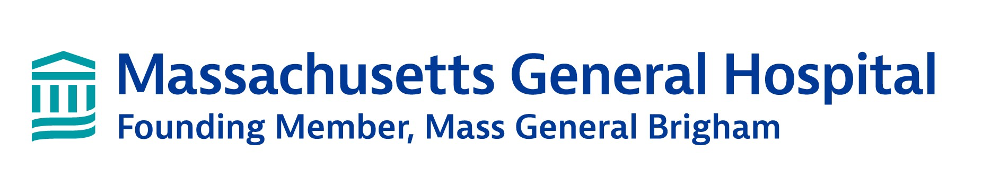 Massachusetts General Hospital
Founding Member, Mass General Brigham